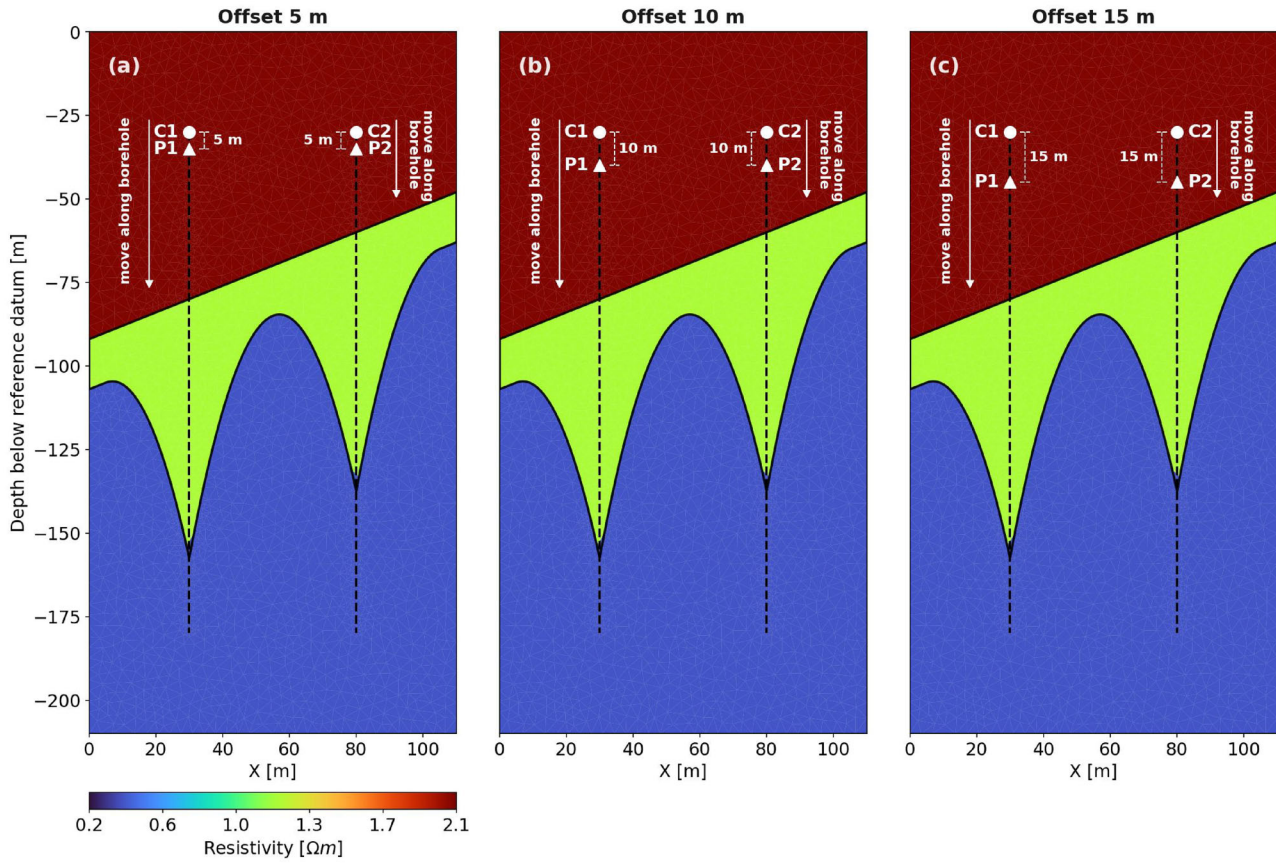 Offset 5 m
Offset 10 m
Offset 15 m
Depth below reference datum [m]
0
−25
−50
−75
−100
−125
−150
−175
−200
(a)
move along borehole
C1
P1
5 m
5 m
C2
P2
move along
borehole
0 20 40 60 80 100
X [m]
(b)
move along borehole
C1
P1
10 m
10 m
C2
P2
move along
borehole
0 20 40 60 80 100
X [m]
(c)
move along borehole
C1
P1
15 m
15 m
C2
P2
move along
borehole
0 20 40 60 80 100
X [m]
0.2 0.6 1.0 1.3 1.7 2.1
Resistivity [Ωm]